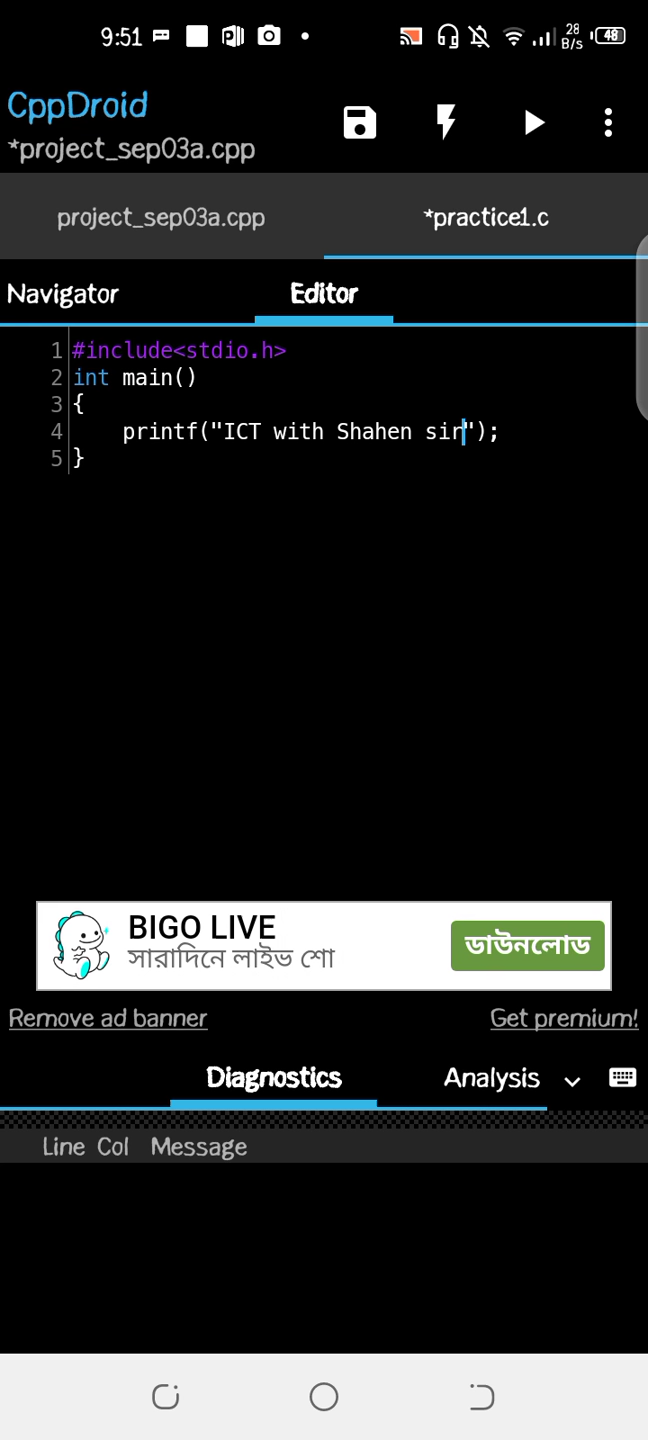 9:51 28 B/s 48
CppDroid
*project_sep03a.cpp
project_sep03a.cpp *practice1.c
Navigator Editor
1 #include<stdio.h>
2 int main()
3 {
4 printf("ICT with Shahen sir");
5 }
BIGO LIVE
সারাদিনে লাইভ শো
ডাউনলোড
Remove ad banner Get premium!
Diagnostics Analysis
Line Col Message